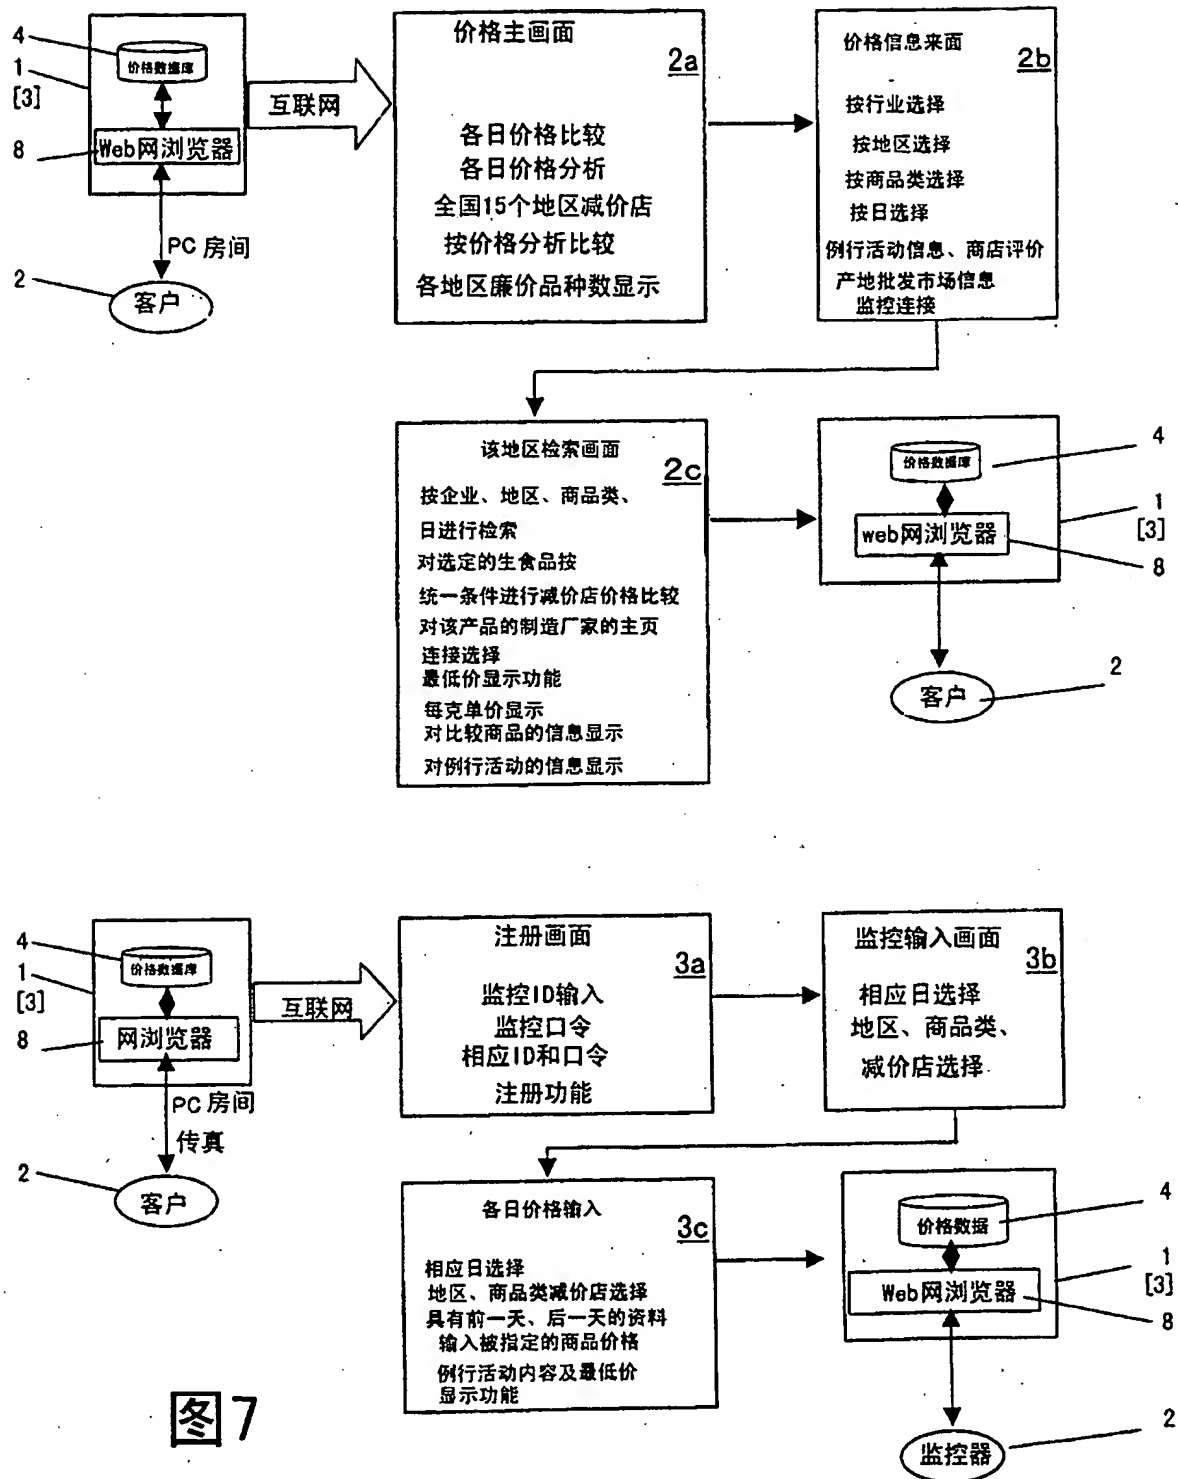 4
价格数据库
1
[3]
8
Web网浏览器
PC 房间
2
客户
互联网
价格主画面
2a
各日价格比较
各日价格分析
全国15个地区减价店
按价格分析比较
各地区廉价品种数显示
价格信息来面
2b
按行业选择
按地区选择
按商品类选择
按日选择
例行活动信息、商店评价
产地批发市场信息
监控连接
该地区检索画面
2c
按企业、地区、商品类、
日进行检索
对选定的生食品按
统一条件进行减价店价格比较
对该产品的制造厂家的主页
连接选择
最低价显示功能
每克单价显示
对比较商品的信息显示
对例行活动的信息显示
价格数据库
4
web网浏览器
1
[3]
8
客户
2
4
价格数据库
1
[3]
8
网浏览器
PC 房间
传真
2
客户
互联网
注册画面
3a
监控ID输入
监控口令
相应ID和口令
注册功能
监控输入画面
3b
相应日选择
地区、商品类、
减价店选择
各日价格输入
3c
相应日选择
地区、商品类减价店选择
具有前一天、后一天的资料
输入被指定的商品价格
例行活动内容及最低价
显示功能
价格数据
4
Web网浏览器
1
[3]
8
监控器
2
图7